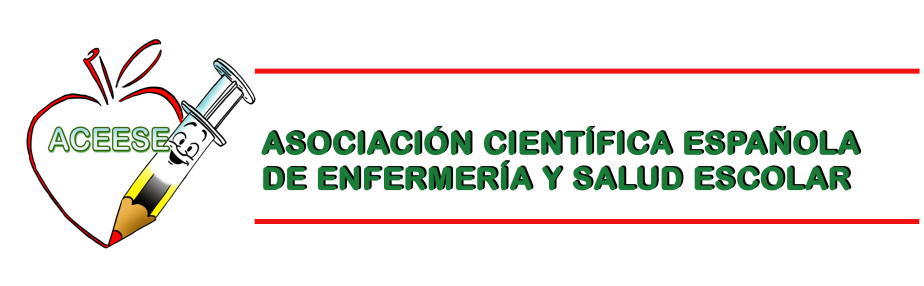 ACEESE
ASOCIACIÓN CIENTÍFICA ESPAÑOLA
DE ENFERMERÍA Y SALUD ESCOLAR